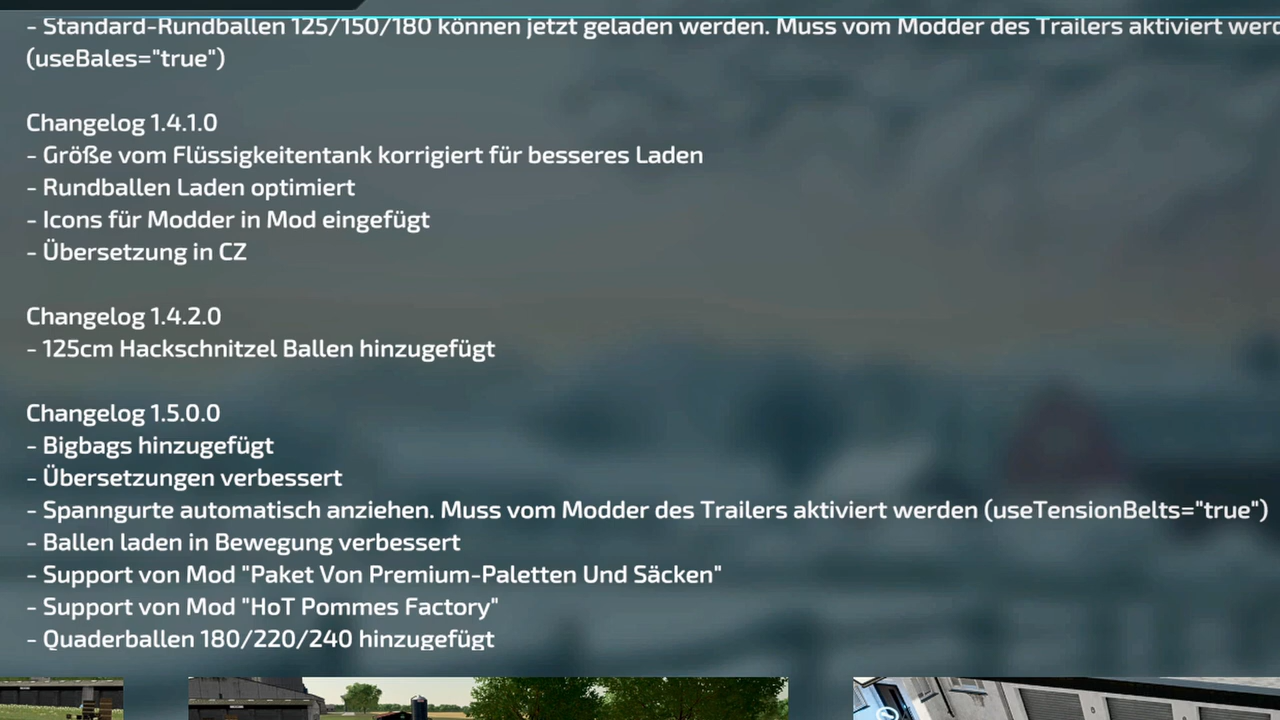 - Standard-Rundballen 125/150/180 können jetzt geladen werden. Muss vom Modder des Trailers aktiviert
(useBales="true")
Changelog 1.4.1.0
- Größe vom Flüssigkeitentank korrigiert für besseres Laden
- Rundballen Laden optimiert
- Icons für Modder in Mod eingefügt
- Übersetzung in CZ
Changelog 1.4.2.0
- 125cm Hackschnitzel Ballen hinzugefügt
Changelog 1.5.0.0
- Bigbags hinzugefügt
- Übersetzungen verbessert
- Spanngurte automatisch anziehen. Muss vom Modder des Trailers aktiviert werden (useTensionBelts="true")
- Ballen laden in Bewegung verbessert
- Support von Mod "Paket Von Premium-Paletten Und Säcken"
- Support von Mod "HoT Pommes Factory"
- Quaderballen 180/220/240 hinzugefügt